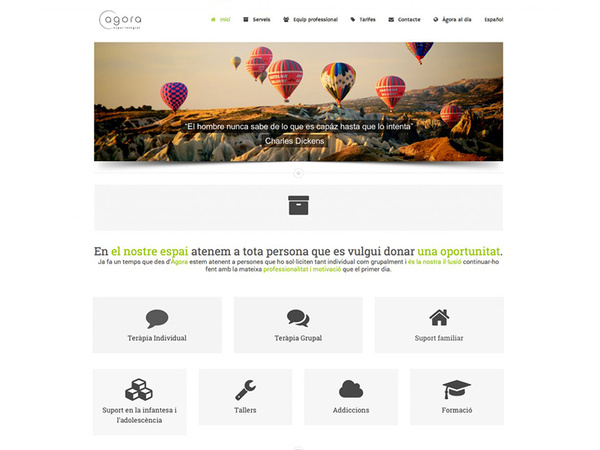 agora
espai integral
Inici
Serveis
Equip professional
Tarifes
Contacte
Àgora al dia
Español
"El hombre nunca sabe de lo que es capáz hasta que lo intenta"
Charles Dickens
En el nostre espai atenem a tota persona que es vulgui donar una oportunitat.
Ja fa un temps que des d'Àgora estem atenent a persones que ho sol·liciten tant individual com grupalment i és la nostra il·lusió continuar-ho
fent amb la mateixa professionalitat i motivació que el primer dia.
Teràpia Individual
Teràpia Grupal
Suport familiar
Suport en la infantesa i
l'adolescència
Tallers
Addiccions
Formació